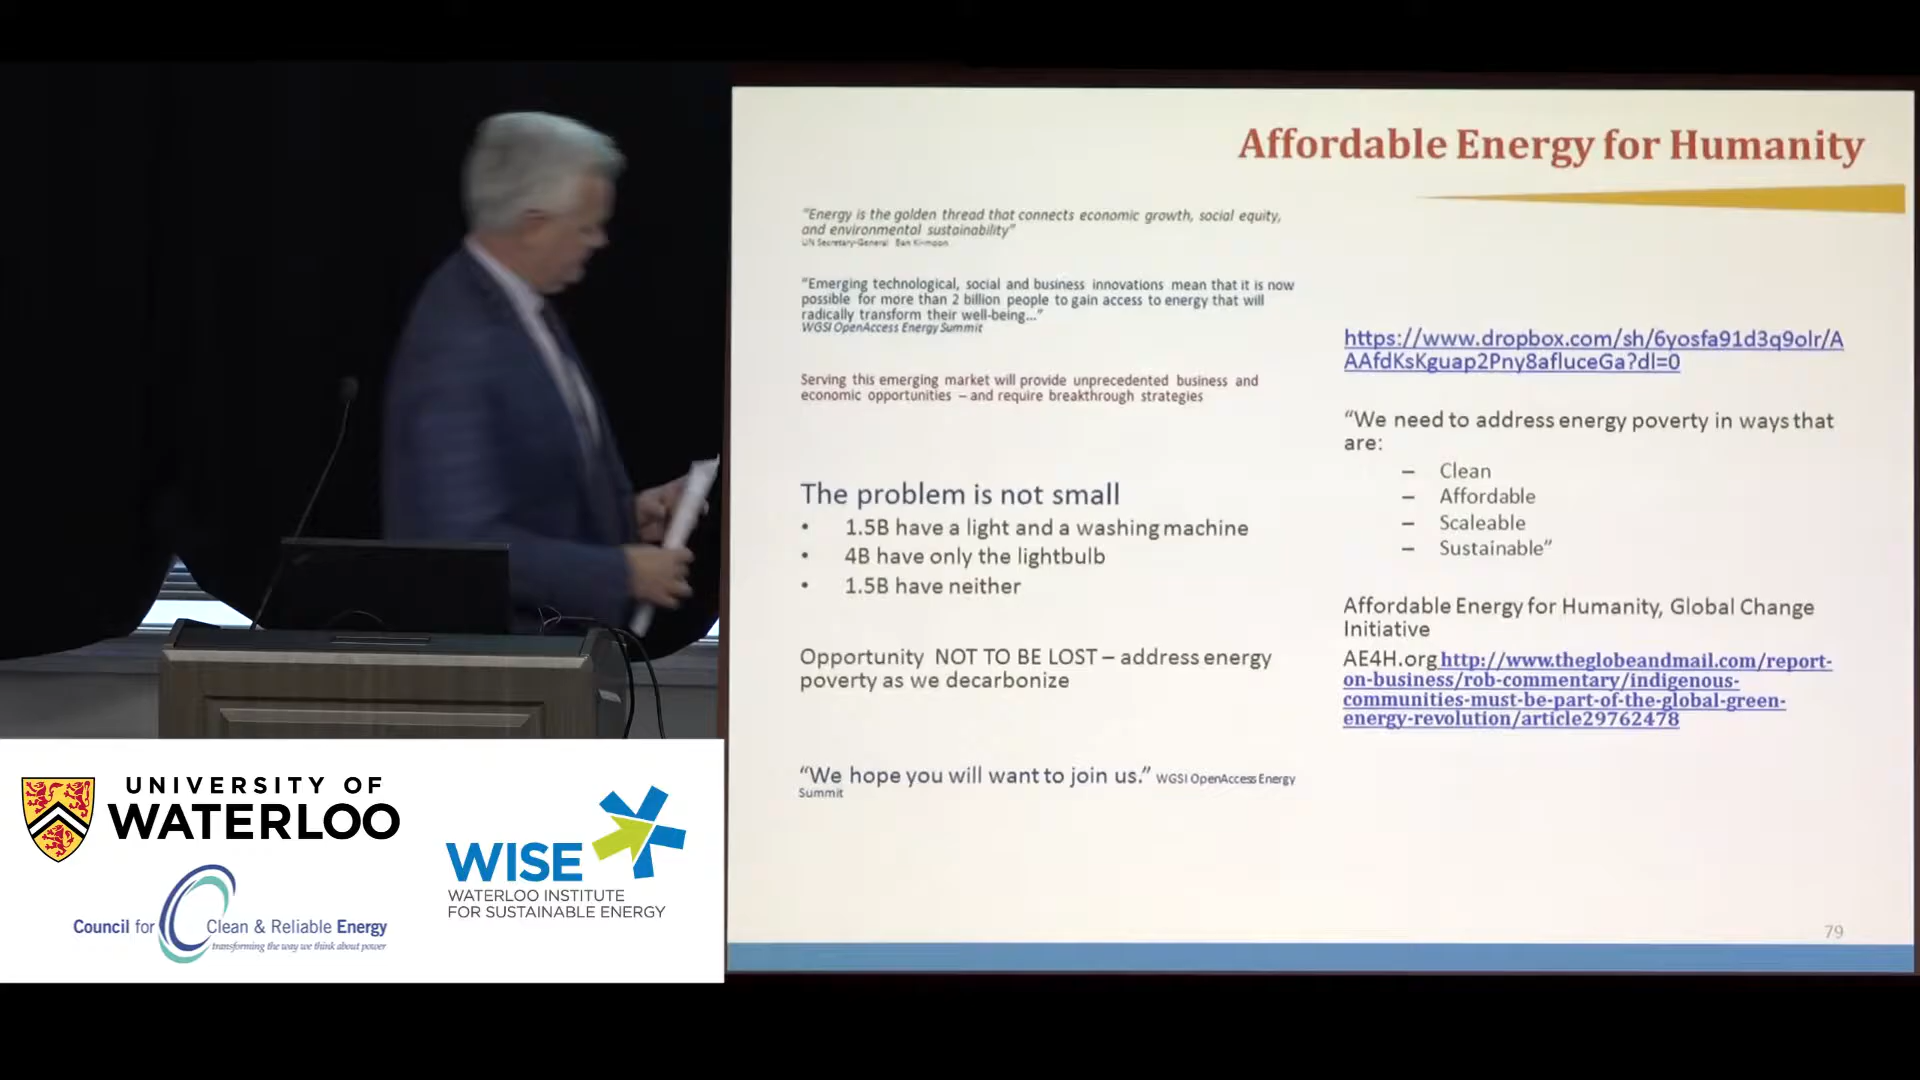 Affordable Energy for Humanity
"Energy is the golden thread that connects economic growth, social equity,
and environmental sustainability"
UN Secretary-General Ban Ki-moon
"Emerging technological, social and business innovations mean that it is now
possible for more than 2 billion people to gain access to energy that will
radically transform their well-being..."
WGSI OpenAccess Energy Summit
Serving this emerging market will provide unprecedented business and
economic opportunities – and require breakthrough strategies
The problem is not small
• 1.5B have a light and a washing machine
• 4B have only the lightbulb
• 1.5B have neither
Opportunity NOT TO BE LOST – address energy
poverty as we decarbonize
"We hope you will want to join us." WGSI OpenAccess Energy
Summit
https://www.dropbox.com/sh/6yosfa91d3q9olr/A
AAfdKsKguap2Pny8afluceGa?dl=0
"We need to address energy poverty in ways that
are:
– Clean
– Affordable
– Scaleable
– Sustainable"
Affordable Energy for Humanity, Global Change
Initiative
AE4H.org http://www.theglobeandmail.com/report-
on-business/rob-commentary/indigenous-
communities-must-be-part-of-the-global-green-
energy-revolution/article29762478
79
UNIVERSITY OF
WATERLOO
WISE
WATERLOO INSTITUTE
FOR SUSTAINABLE ENERGY
Council for Clean & Reliable Energy
transforming the way we think about power